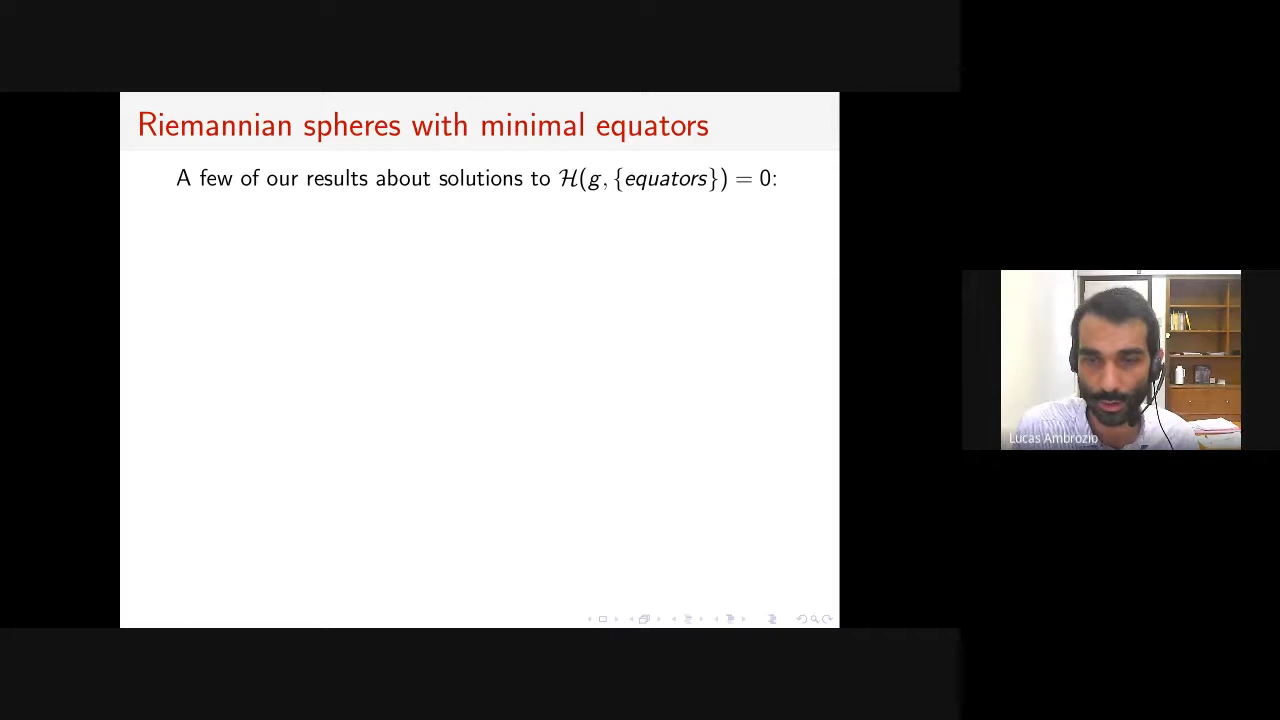 Riemannian spheres with minimal equators
A few of our results about solutions to ℋ(g, {equators}) = 0:
Lucas Ambrozio